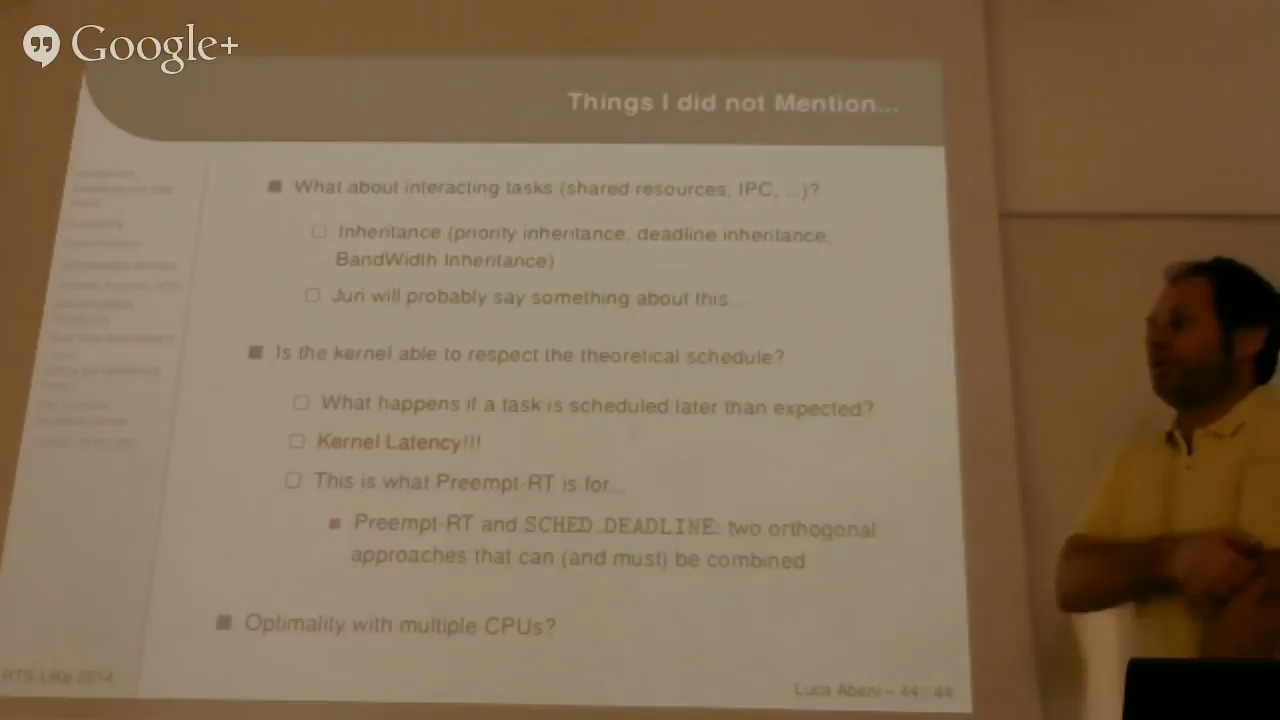 Google+
Things I did not Mention...
What about interacting tasks (shared resources, IPC, ...)?
Inheritance (priority inheritance, deadline inheritance,
BandWidth Inheritance)
Juri will probably say something about this...
Is the kernel able to respect the theoretical schedule?
What happens if a task is scheduled later than expected?
Kernel Latency!!!
This is what Preempt-RT is for...
Preempt-RT and SCHED_DEADLINE: two orthogonal
approaches that can (and must) be combined
Optimality with multiple CPUs?
2014
Luca Abeni – 44 / 44